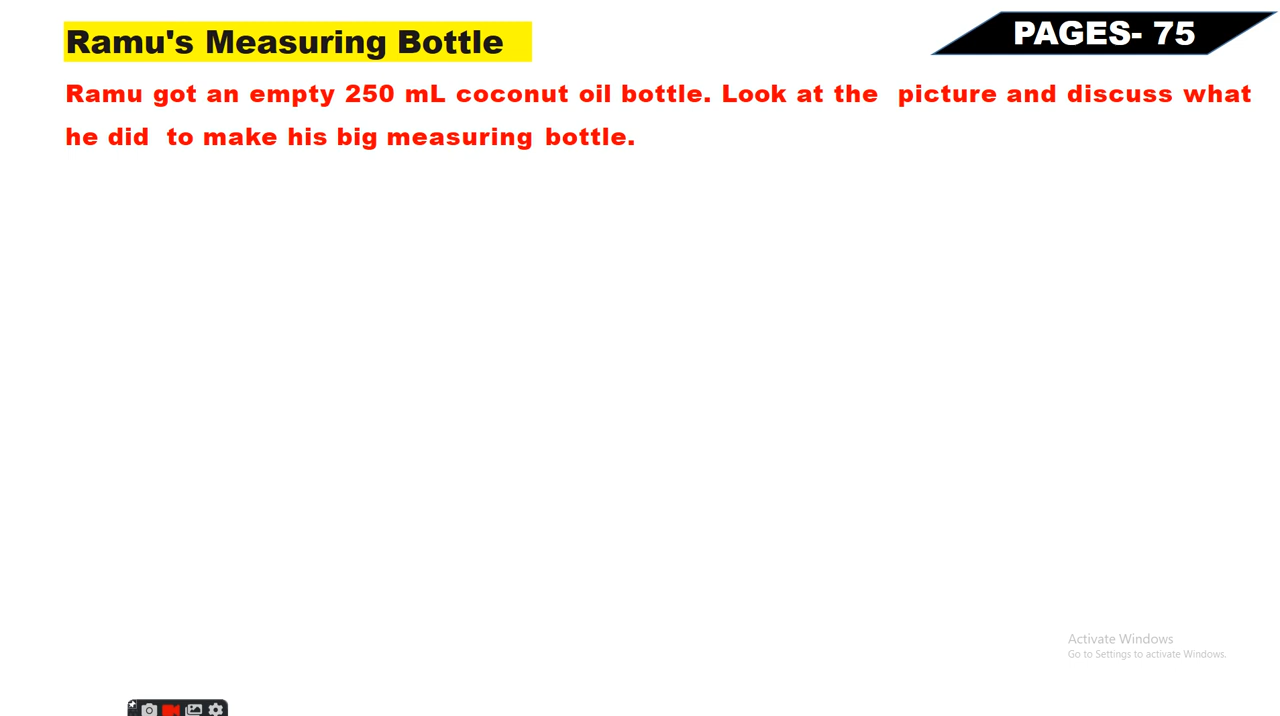 Ramu's Measuring Bottle
PAGES- 75
Ramu got an empty 250 mL coconut oil bottle. Look at the picture and discuss what
he did to make his big measuring bottle.
Activate Windows
Go to Settings to activate Windows.